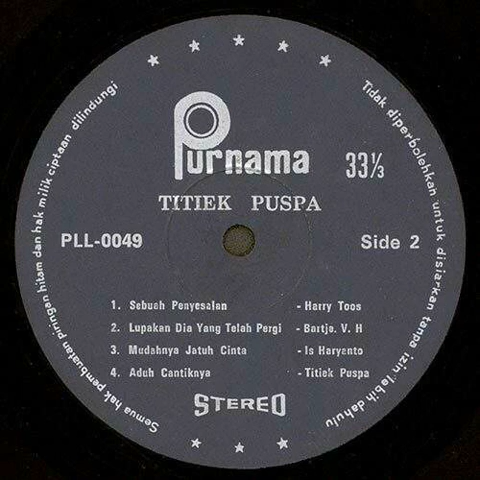 Purnama
33⅓
TITIEK PUSPA
PLL-0049
Side 2
1. Sebuah Penyesalan - Harry Toos
2. Lupakan Dia Yang Telah Pergi - Bartje. V. H
3. Mudahnya Jatuh Cinta - Is Haryanto
4. Aduh Cantiknya - Titiek Puspa
STEREO
Semua hak pembuatan piringan hitam dan hak milik ciptaan dilindungi
Tidak diperbolehkan untuk disiarkan tanpa izin lebih dahulu